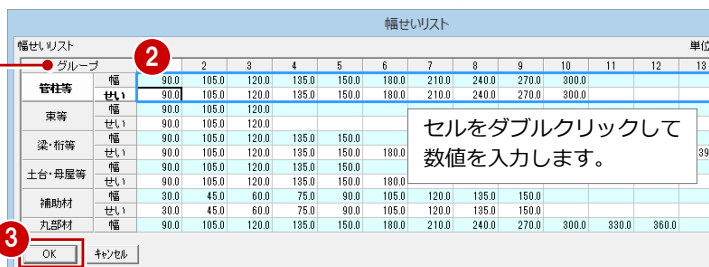 幅せいリスト
幅せいリスト 単位
グループ 2 3 4 5 6 7 8 9 10 11 12 13
2
管柱等 幅 90.0 105.0 120.0 135.0 150.0 180.0 210.0 240.0 270.0 300.0
せい 90.0 105.0 120.0 135.0 150.0 180.0 210.0 240.0 270.0 300.0
束等 幅 90.0 105.0 120.0
せい 90.0 105.0 120.0
梁・桁等 幅 90.0 105.0 120.0 135.0 150.0
せい 90.0 105.0 120.0 135.0 150.0 180.0 39
土台・母屋等 幅 90.0 105.0 120.0 135.0 150.0
せい 90.0 105.0 120.0 135.0 150.0 180.0
補助材 幅 30.0 45.0 60.0 75.0 90.0 105.0 120.0 135.0 150.0
せい 30.0 45.0 60.0 75.0 90.0 105.0 120.0 135.0 150.0
丸部材 幅 90.0 105.0 120.0 135.0 150.0 180.0 210.0 240.0 270.0 300.0 330.0 360.0
セルをダブルクリックして
数値を入力します。
3
OK キャンセル